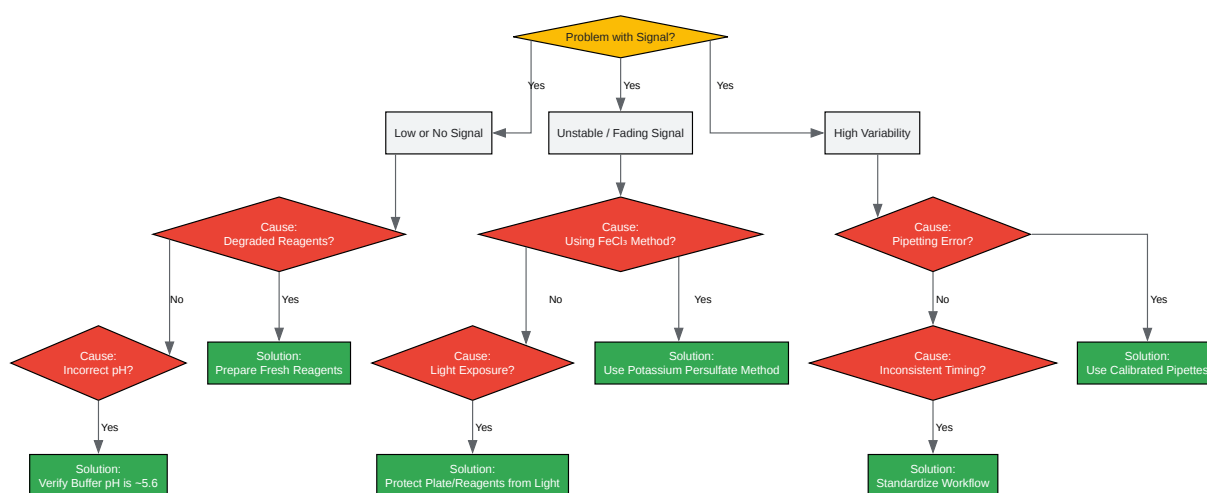 Problem with Signal?
Yes
Yes
Yes
Low or No Signal
Unstable / Fading Signal
High Variability
Cause:
Degraded Reagents?
Cause:
Using FeCl₃ Method?
Cause:
Pipetting Error?
No
Yes
No
Yes
No
Yes
Cause:
Incorrect pH?
Solution:
Prepare Fresh Reagents
Cause:
Light Exposure?
Solution:
Use Potassium Persulfate Method
Cause:
Inconsistent Timing?
Solution:
Use Calibrated Pipettes
Yes
Yes
Yes
Solution:
Verify Buffer pH is ~5.6
Solution:
Protect Plate/Reagents from Light
Solution:
Standardize Workflow